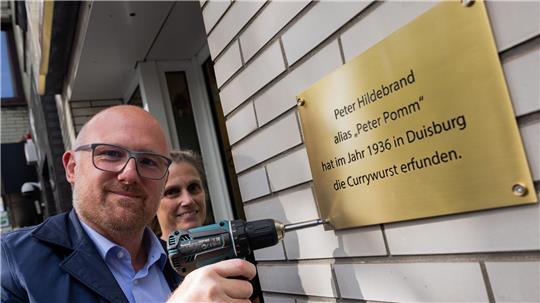 Peter Hildebrand
alias „Peter Pomm“
hat im Jahr 1936 in Duisburg
die Currywurst erfunden.